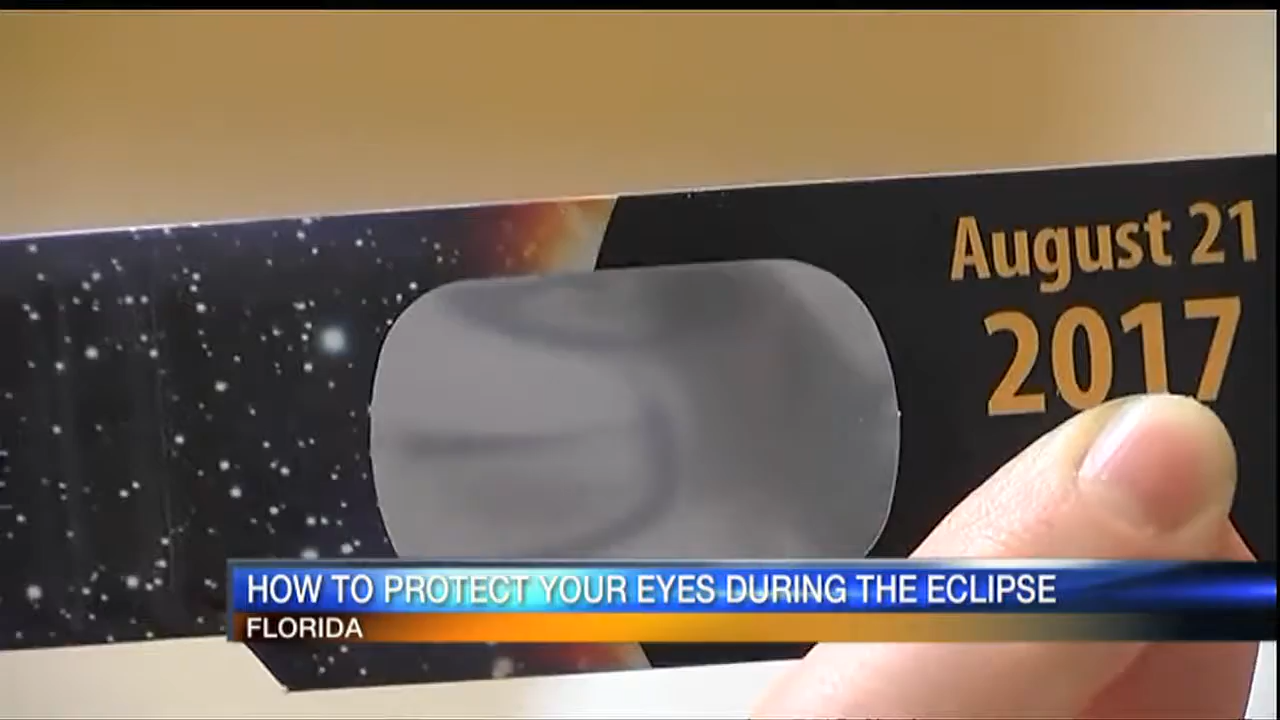 August 21
2017
HOW TO PROTECT YOUR EYES DURING THE ECLIPSE
FLORIDA